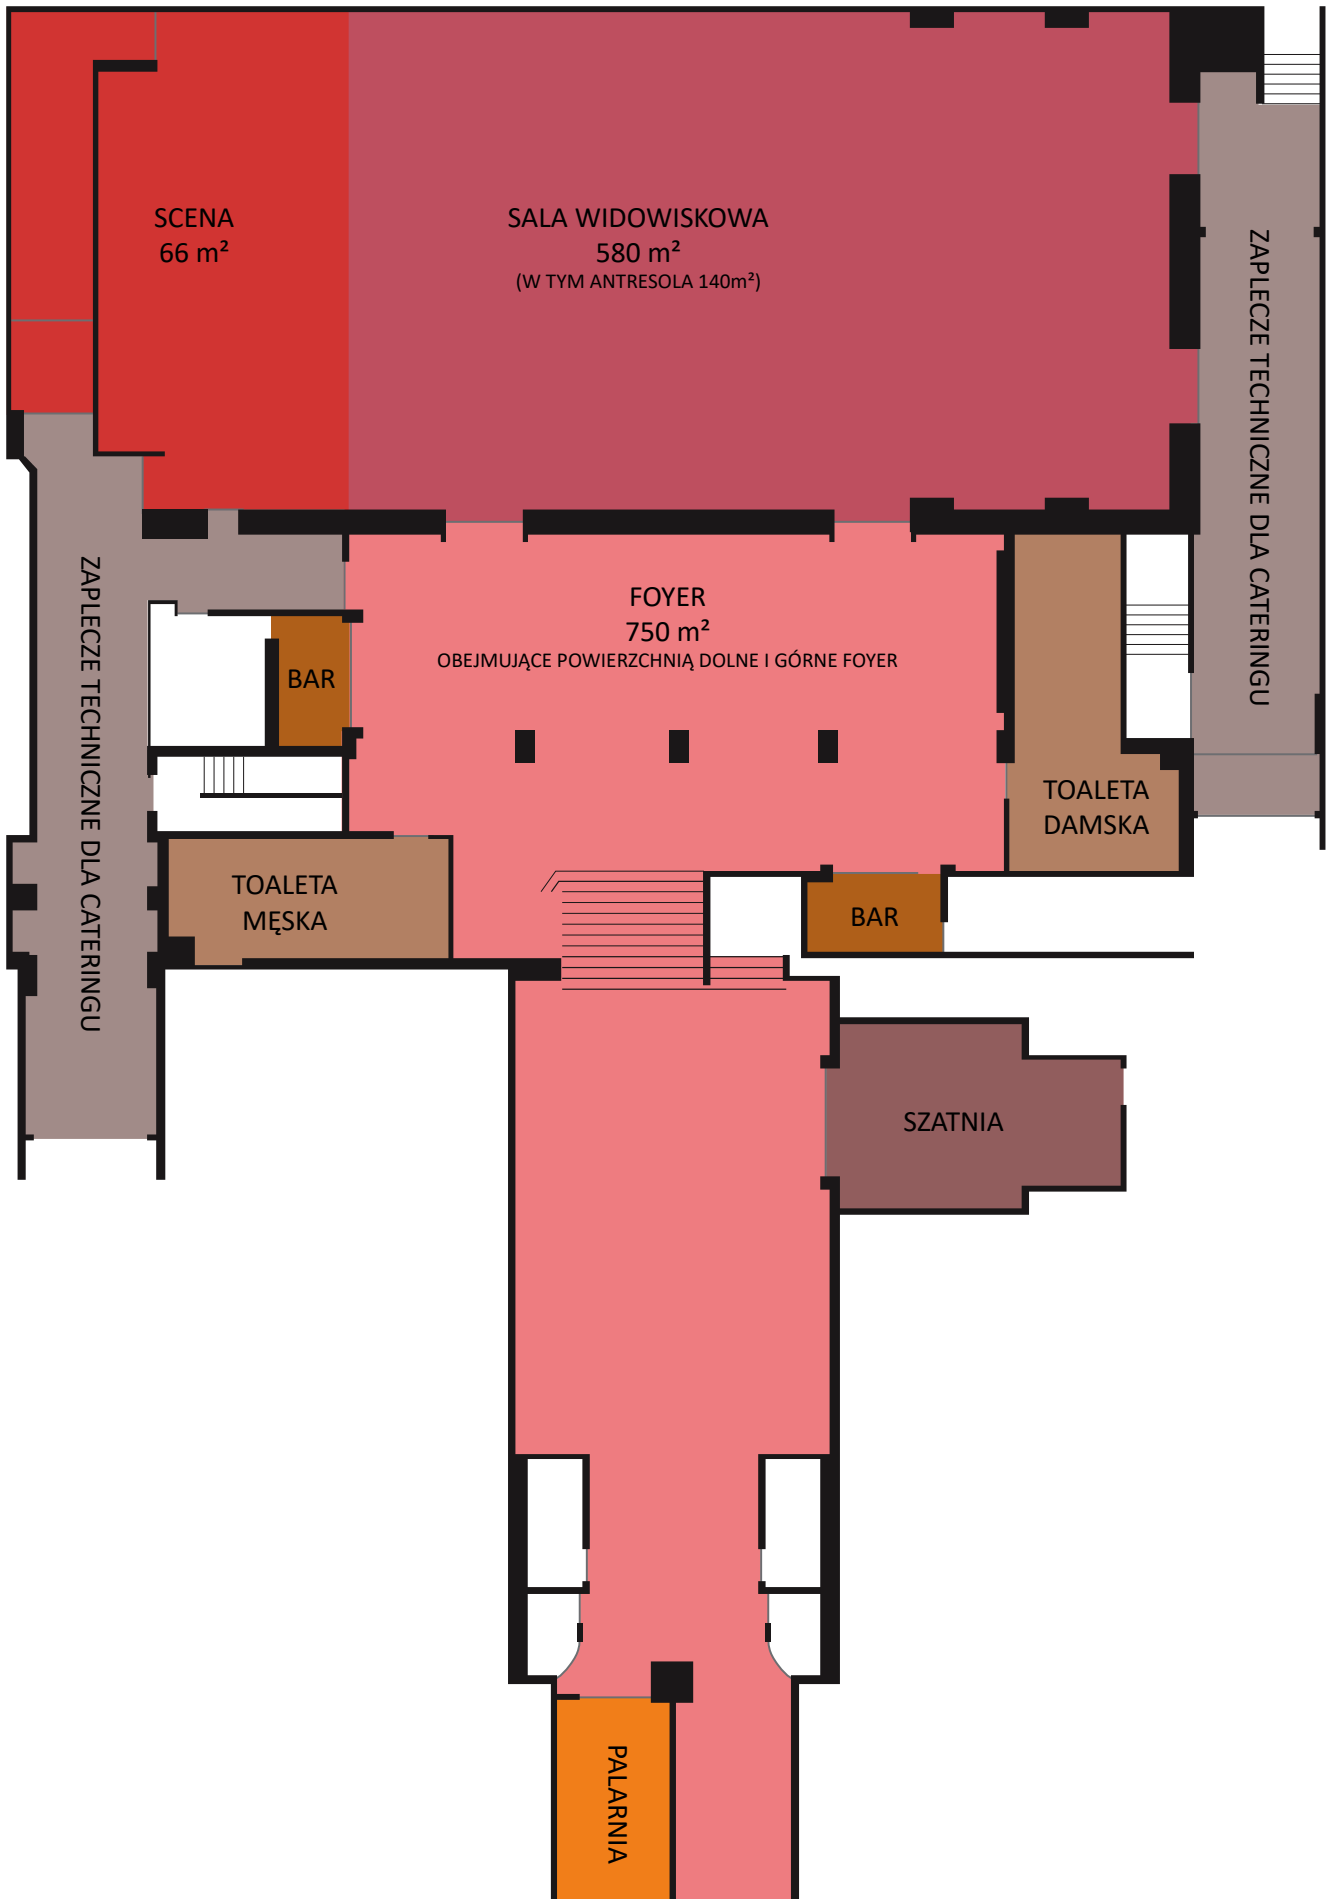 SCENA
66 m²
SALA WIDOWISKOWA
580 m²
(W TYM ANTRESOLA 140m²)
ZAPLECZE TECHNICZNE DLA CATERINGU
FOYER
750 m²
OBEJMUJĄCE POWIERZCHNIĄ DOLNE I GÓRNE FOYER
ZAPLECZE TECHNICZNE DLA CATERINGU
BAR
TOALETA
DAMSKA
TOALETA
MĘSKA
BAR
SZATNIA
PALARNIA